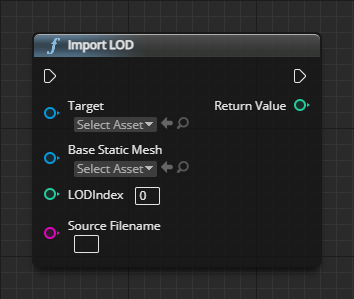 f Import LOD
Target
Return Value
Select Asset
Base Static Mesh
Select Asset
LODIndex 0
Source Filename